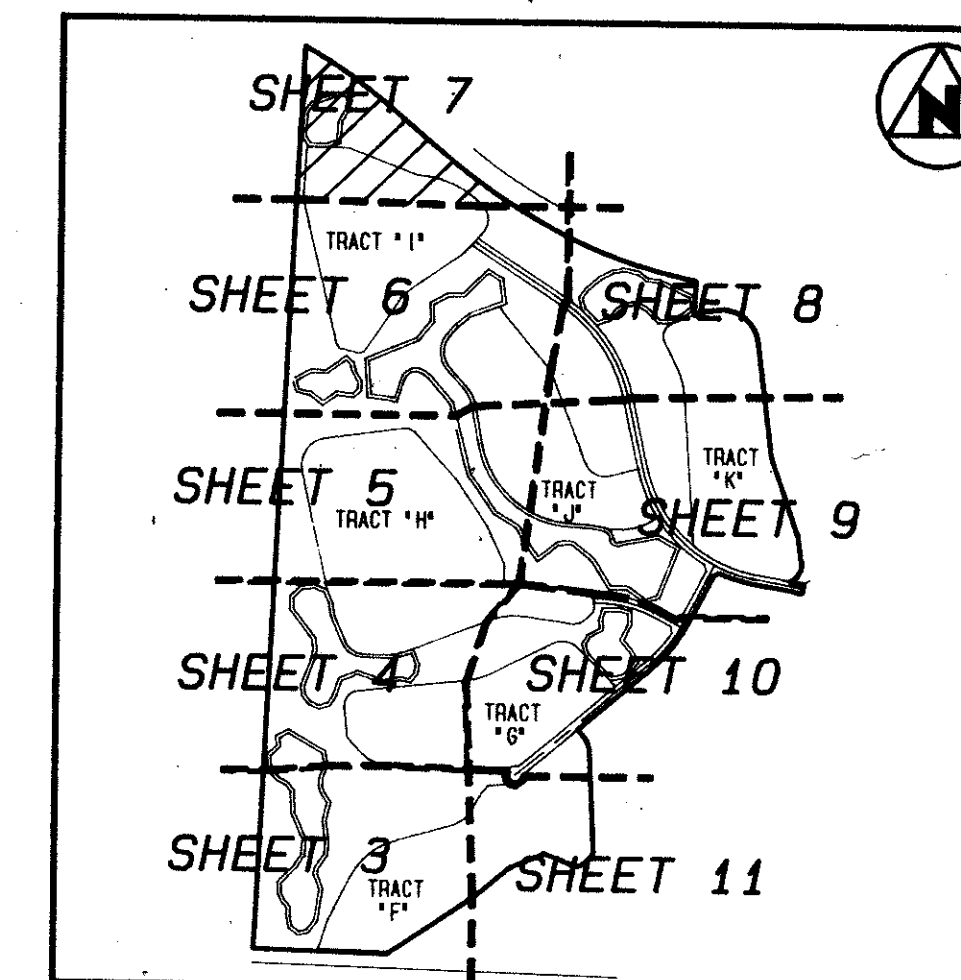 SHEET 7
N
TRACT "I"
SHEET 6
SHEET 8
SHEET 5
TRACT "H"
TRACT
"J"
TRACT
"K"
SHEET 9
SHEET 4
SHEET 10
TRACT
"G"
SHEET 3
TRACT
"F"
SHEET 11